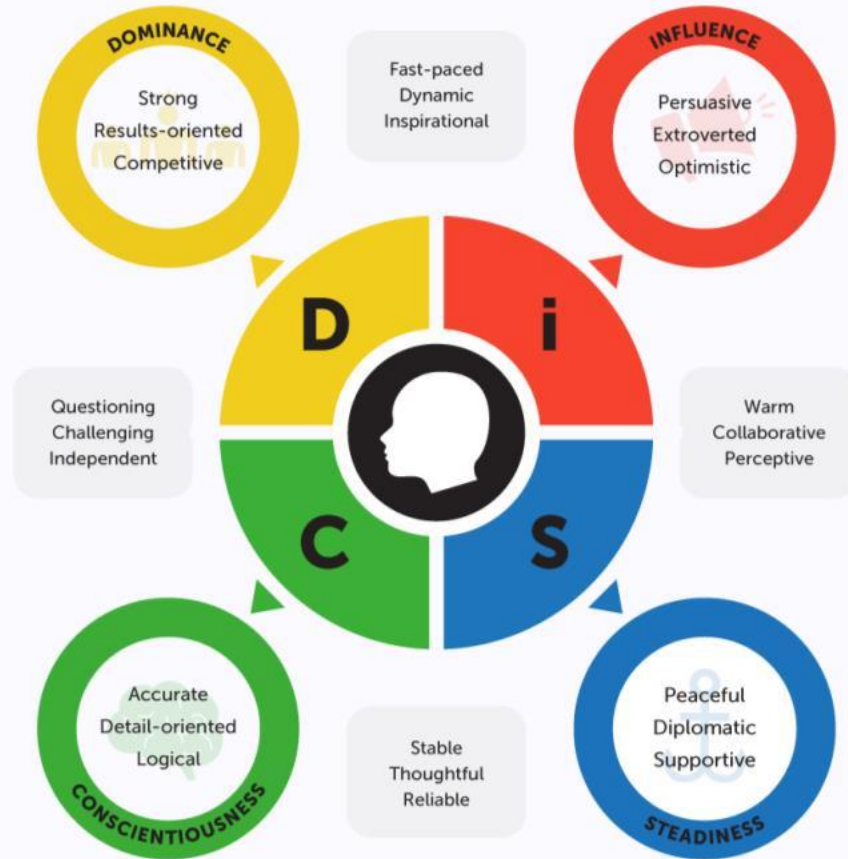 DOMINANCE
Strong
Results-oriented
Competitive
Fast-paced
Dynamic
Inspirational
INFLUENCE
Persuasive
Extroverted
Optimistic
D
i
Questioning
Challenging
Independent
Warm
Collaborative
Perceptive
C
S
Accurate
Detail-oriented
Logical
CONSCIENTIOUSNESS
Stable
Thoughtful
Reliable
Peaceful
Diplomatic
Supportive
STEADINESS